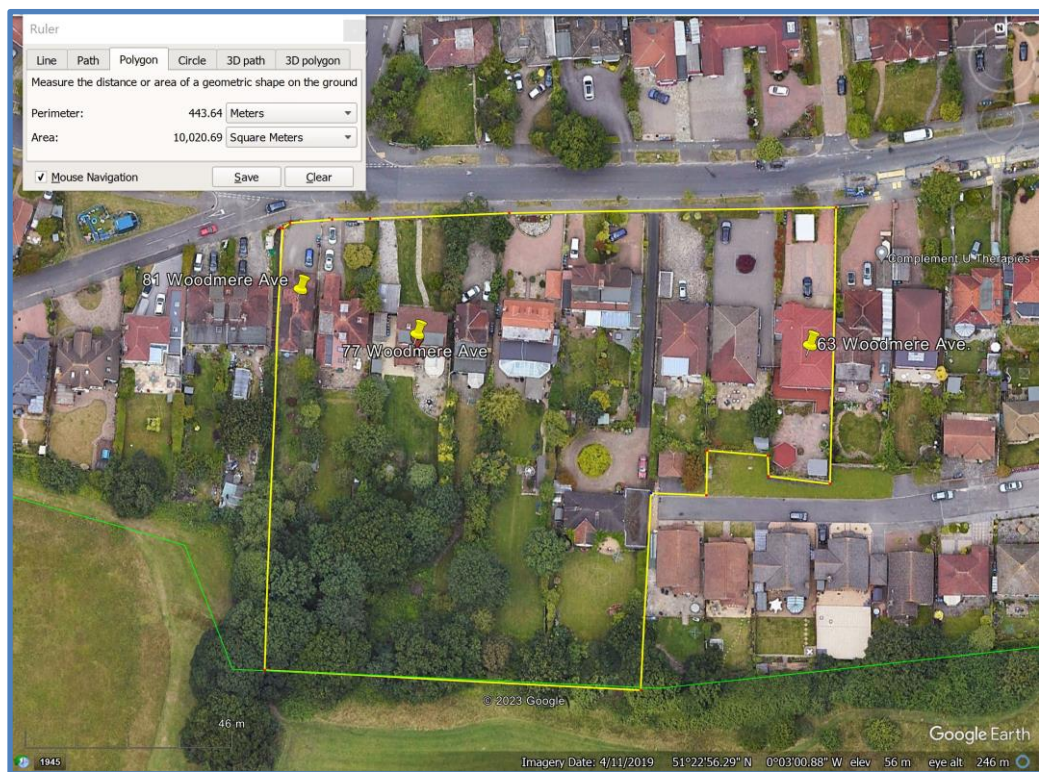 Ruler
Line Path Polygon Circle 3D path 3D polygon
Measure the distance or area of a geometric shape on the ground
Perimeter: 443.64 Meters
Area: 10,020.69 Square Meters
Mouse Navigation Save Clear
N
Complement U Therapies
81 Woodmere Ave
77 Woodmere Ave
63 Woodmere Ave.
© 2023 Google
46 m
Google Earth
1945
Imagery Date: 4/11/2019 51°22'56.29" N 0°03'00.88" W elev 56 m eye alt 246 m